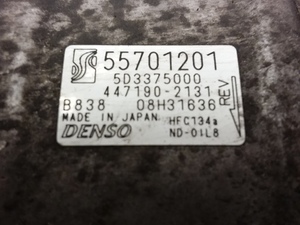 55701201
5D3375000
447190-2131
B838 08H31636
REV
MADE IN JAPAN HFC134a
DENSO ND-OIL8